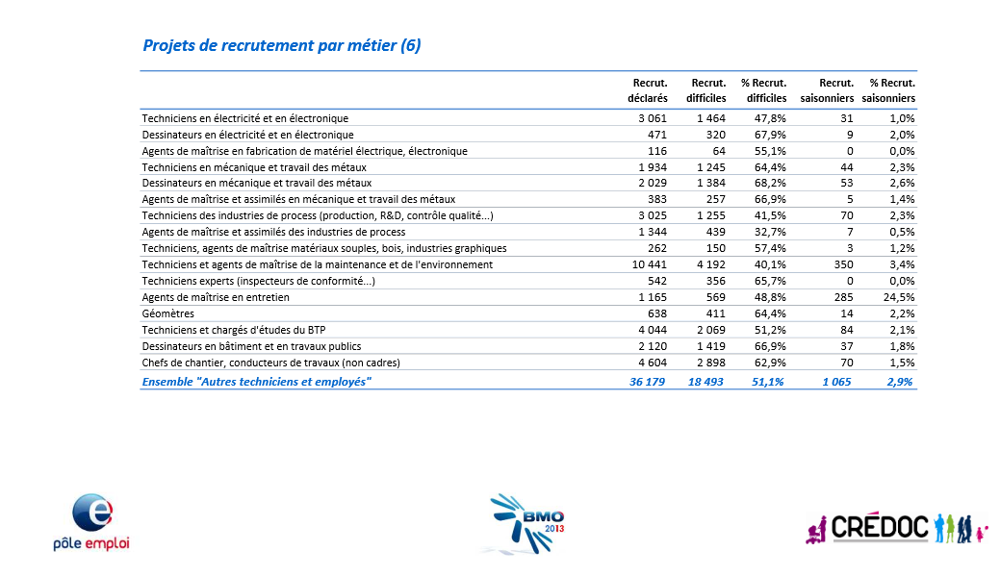 Projets de recrutement par métier (6)
Recrut. déclarés Recrut. difficiles % Recrut. difficiles Recrut. saisonniers % Recrut. saisonniers
Techniciens en électricité et en électronique 3 061 1 464 47,8% 31 1,0%
Dessinateurs en électricité et en électronique 471 320 67,9% 9 2,0%
Agents de maîtrise en fabrication de matériel électrique, électronique 116 64 55,1% 0 0,0%
Techniciens en mécanique et travail des métaux 1 934 1 245 64,4% 44 2,3%
Dessinateurs en mécanique et travail des métaux 2 029 1 384 68,2% 53 2,6%
Agents de maîtrise et assimilés en mécanique et travail des métaux 383 257 66,9% 5 1,4%
Techniciens des industries de process (production, R&D, contrôle qualité...) 3 025 1 255 41,5% 70 2,3%
Agents de maîtrise et assimilés des industries de process 1 344 439 32,7% 7 0,5%
Techniciens, agents de maîtrise matériaux souples, bois, industries graphiques 262 150 57,4% 3 1,2%
Techniciens et agents de maîtrise de la maintenance et de l'environnement 10 441 4 192 40,1% 350 3,4%
Techniciens experts (inspecteurs de conformité...) 542 356 65,7% 0 0,0%
Agents de maîtrise en entretien 1 165 569 48,8% 285 24,5%
Géomètres 638 411 64,4% 14 2,2%
Techniciens et chargés d'études du BTP 4 044 2 069 51,2% 84 2,1%
Dessinateurs en bâtiment et en travaux publics 2 120 1 419 66,9% 37 1,8%
Chefs de chantier, conducteurs de travaux (non cadres) 4 604 2 898 62,9% 70 1,5%
Ensemble "Autres techniciens et employés" 36 179 18 493 51,1% 1 065 2,9%
pôle emploi
BMO
2013
CRÉDOC